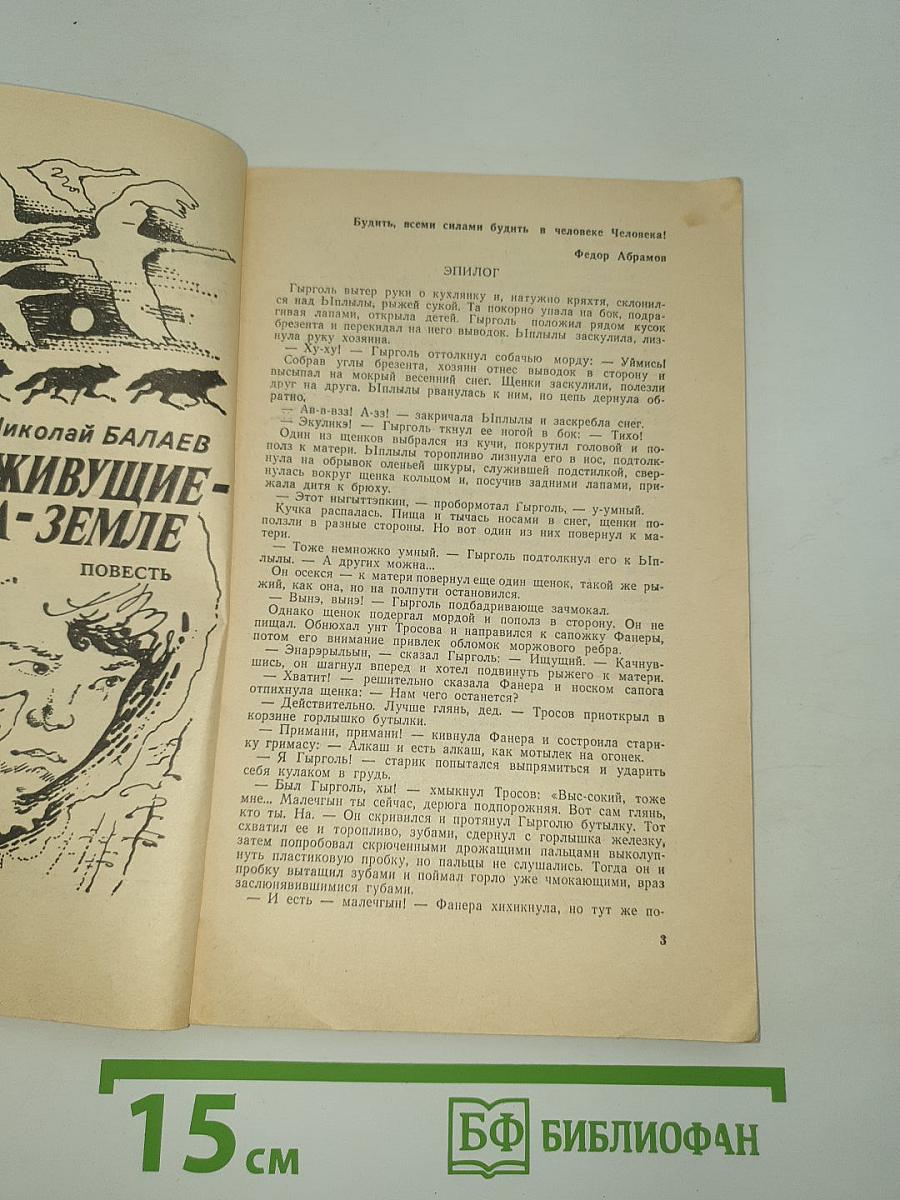 Николай БАЛАЕВ
ЖИВУЩИЕ-
А-ЗЕМЛЕ
ПОВЕСТЬ
Будить, всеми силами будить в человеке Человека!
Федор Абрамов
ЭПИЛОГ
Гырголь вытер руки о кухлянку и, натужно кряхтя, склонил-
ся над Ыплылы, рыжей сукой. Та покорно упала на бок, подра-
гивая лапами, открыла детей. Гырголь положил рядом кусок
брезента и перекидал на него выводок. Ыплылы заскулила, лиз-
нула руку хозяина.
— Ху-ху! — Гырголь оттолкнул собачью морду: — Уймись!
Собрав углы брезента, хозяин отнес выводок в сторону и
высыпал на мокрый весенний снег. Щенки заскулили, полезли
друг на друга. Ыплылы рванулась к ним, но цепь дернула об-
ратно.
— Ав-в-взз! А-зз! — закричала Ыплылы и заскребла снег.
— Экуликэ! — Гырголь ткнул ее ногой в бок: — Тихо!
Один из щенков выбрался из кучи, покрутил головой и по-
полз к матери. Ыплылы торопливо лизнула его в нос, подтолк-
нула на обрывок оленьей шкуры, служившей подстилкой, свер-
нулась вокруг щенка кольцом и, посучив задними лапами, при-
жала дитя к брюху.
— Этот ныгыттэпкин, — пробормотал Гырголь, — у-умный.
Кучка распалась. Пища и тычась носами в снег, щенки по-
ползли в разные стороны. Но вот один из них повернул к ма-
тери.
— Тоже немножко умный. — Гырголь подтолкнул его к Ып-
лылы. — А других можна...
Он осекся — к матери повернул еще один щенок, такой же ры-
жий, как она, но на полпути остановился.
— Вынэ, вынэ! — Гырголь подбадривающе зачмокал.
Однако щенок подергал мордой и пополз в сторону. Он не
пищал. Обнюхал унт Тросова и направился к сапожку Фанеры,
потом его внимание привлек обломок моржового ребра.
— Энарэрыльын, — сказал Гырголь: — Ищущий. — Качнув-
шись, он шагнул вперед и хотел подвинуть рыжего к матери.
— Хватит! — решительно сказала Фанера и носком сапога
отпихнула щенка: — Нам чего останется?
— Действительно. Лучше глянь, дед. — Тросов приоткрыл в
корзине горлышко бутылки.
— Примани, примани! — кивнула Фанера и состроила стари-
ку гримасу: — Алкаш и есть алкаш, как мотылек на огонек.
— Я Гырголь! — старик попытался выпрямиться и ударить
себя кулаком в грудь.
— Был Гырголь, хы! — хмыкнул Тросов: «Выс-сокий, тоже
мне... Малечгын ты сейчас, дерюга подпорожняя. Вот сам глянь,
кто ты. На. — Он скривился и протянул Гырголю бутылку. Тот
схватил ее и торопливо, зубами, сдернул с горлышка железку,
затем попробовал скрюченными дрожащими пальцами выколуп-
нуть пластиковую пробку, но пальцы не слушались. Тогда он и
пробку вытащил зубами и поймал горло уже чмокающими, враз
заслюнявившимися губами.
— И есть — малечгын! — Фанера хихикнула, но тут же по-
3
15 см
БФ БИБЛИОФАН